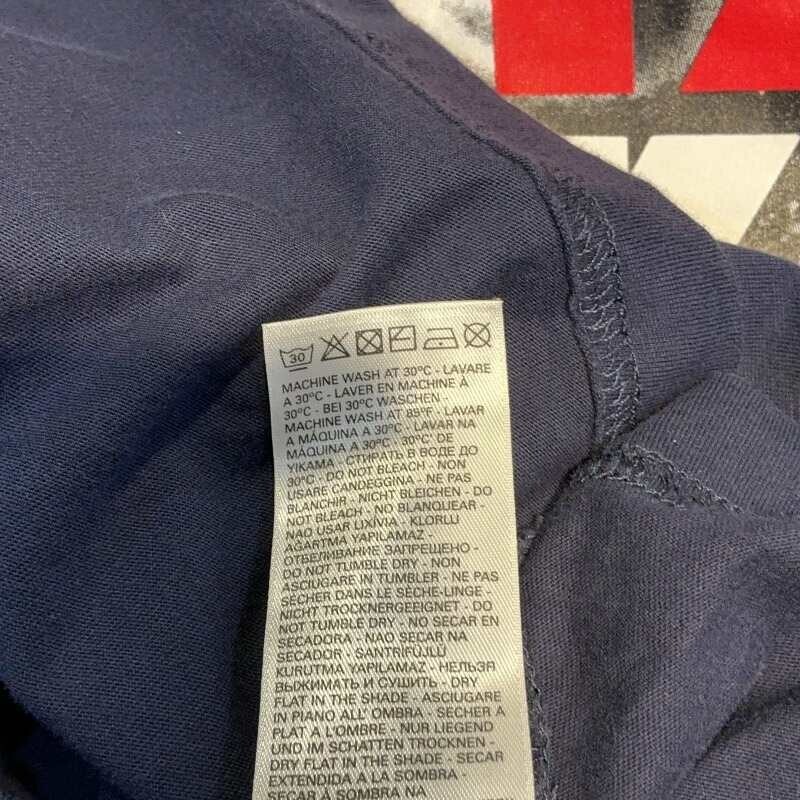 30
MACHINE WASH AT 30°C - LAVARE
A 30°C - LAVER EN MACHINE À
30°C - BEI 30°C WASCHEN -
MACHINE WASH AT 85°F - LAVAR
A MÁQUINA A 30°C - LAVAR NA
MÁQUINA A 30°C - 30°C' DE
YIKAMA - СТИРАТЬ В ВОДЕ ДО
30°C - DO NOT BLEACH - NON
USARE CANDEGGINA - NE PAS
BLANCHIR - NICHT BLEICHEN - DO
NOT BLEACH - NO BLANQUEAR -
NAO USAR LIXÍVIA - KLORLU
AĞARTMA YAPILAMAZ -
ОТБЕЛИВАНИЕ ЗАПРЕЩЕНО -
DO NOT TUMBLE DRY - NON
ASCIUGARE IN TUMBLER - NE PAS
SÉCHER DANS LE SÈCHE-LINGE -
NICHT TROCKNERGEEIGNET - DO
NOT TUMBLE DRY - NO SECAR EN
SECADORA - NAO SECAR NA
SECADOR - SANTRİFÜJLÜ
KURUTMA YAPILAMAZ - НЕЛЬЗЯ
ВЫЖИМАТЬ И СУШИТЬ - DRY
FLAT IN THE SHADE - ASCIUGARE
IN PIANO ALL' OMBRA - SECHER A
PLAT A L'OMBRE - NUR LIEGEND
UND IM SCHATTEN TROCKNEN -
DRY FLAT IN THE SHADE - SECAR
EXTENDIDA A LA SOMBRA -
SECAR À SOMBRA NA